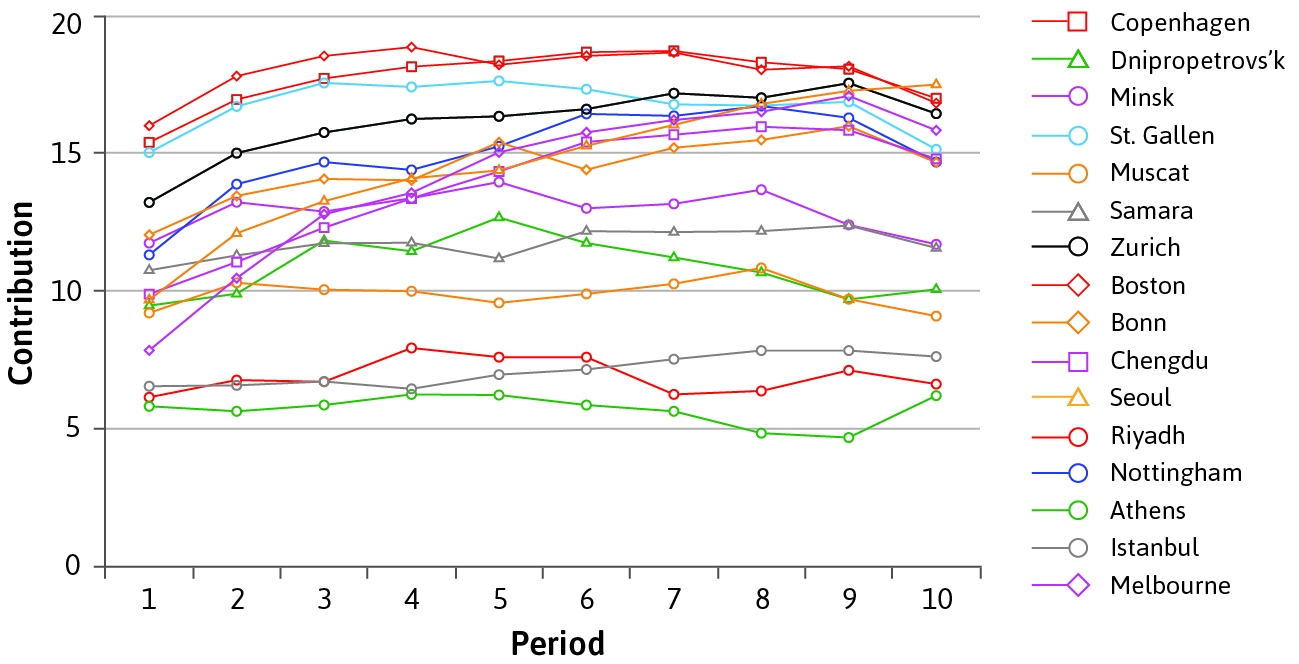 20
15
10
5
0
Contribution
1 2 3 4 5 6 7 8 9 10
Period
Copenhagen
Dnipropetrovs’k
Minsk
St. Gallen
Muscat
Samara
Zurich
Boston
Bonn
Chengdu
Seoul
Riyadh
Nottingham
Athens
Istanbul
Melbourne